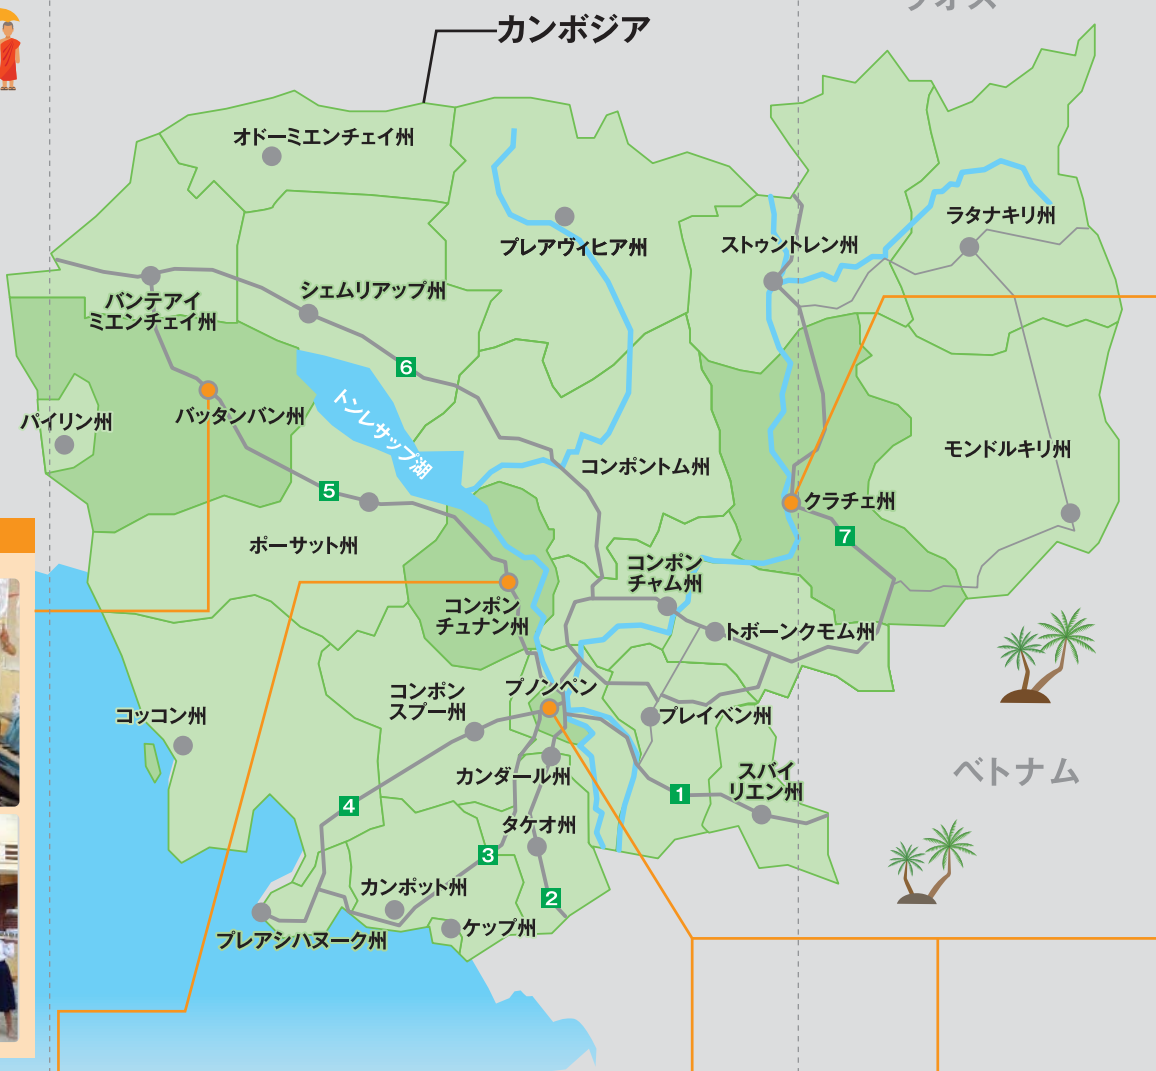 ラオス
カンボジア
オドーミエンチェイ州
ラタナキリ州
プレアヴィヒア州
ストゥントレン州
シェムリアップ州
バンテアイ
ミエンチェイ州
6
トンレサップ湖
バッタンバン州
パイリン州
コンポントム州
モンドルキリ州
5
クラチェ州
7
ポーサット州
コンポン
チャム州
コンポン
チュナン州
トボーンクモム州
プノンペン
コンポン
スプー州
コッコン州
プレイベン州
カンダール州
スバイ
リエン州
ベトナム
1
4
タケオ州
3
カンポット州
2
ケップ州
プレアシハヌーク州